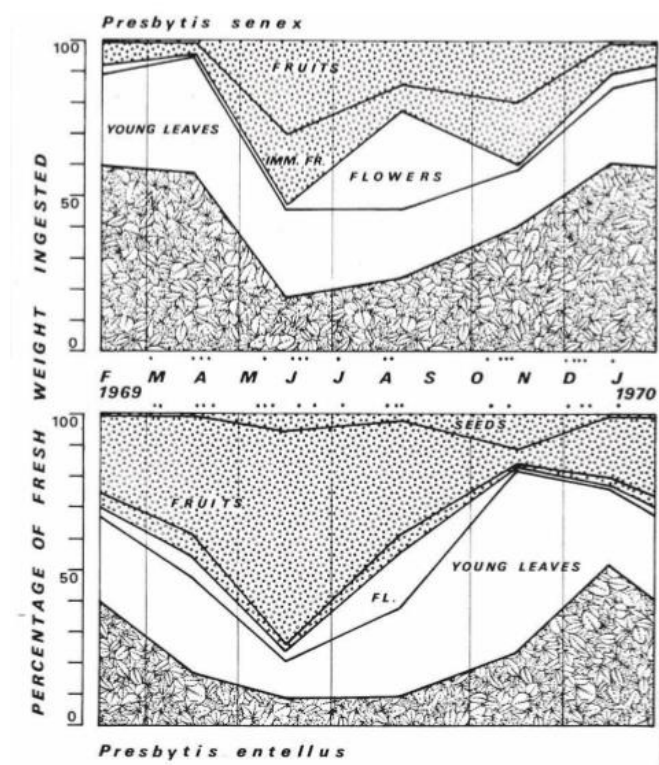 Presbytis senex
PERCENTAGE OF FRESH WEIGHT INGESTED
100
FRUITS
YOUNG LEAVES
IMM. FR.
FLOWERS
50
0
F M A M J J A S O N D J
1969 1970
100
SEEDS
FRUITS
50
YOUNG LEAVES
FL.
0
Presbytis entellus